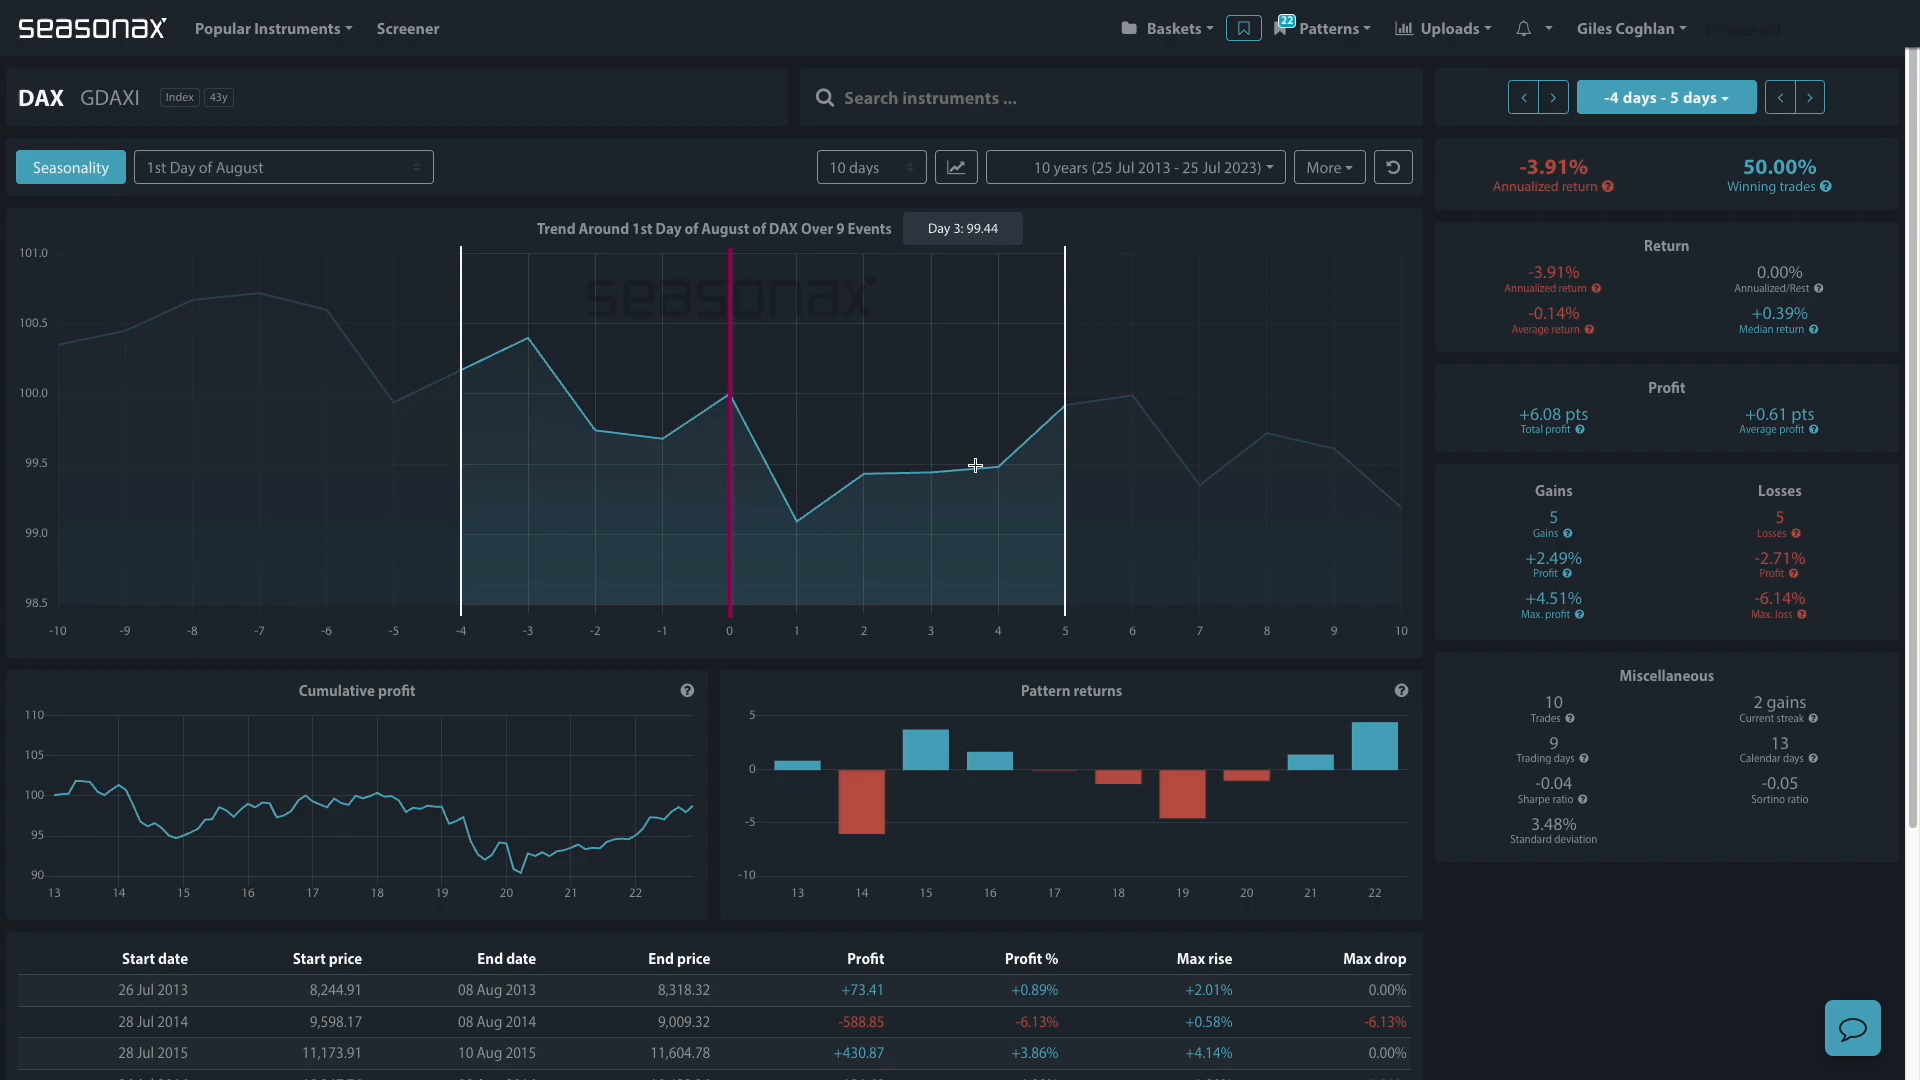 seasonax
Popular Instruments
Screener
Baskets
22
Patterns
Uploads
Giles Coghlan
Powered
DAX GDAXI Index 43y
Search instruments ...
-4 days - 5 days
Seasonality
1st Day of August
10 days
10 years (25 Jul 2013 - 25 Jul 2023)
More
-3.91% 50.00%
Annualized return Winning trades
Trend Around 1st Day of August of DAX Over 9 Events
Day 3: 99.44
seasonax
101.0
100.5
100.0
99.5
99.0
98.5
-10 -9 -8 -7 -6 -5 -4 -3 -2 -1 0 1 2 3 4 5 6 7 8 9 10
Return
-3.91% 0.00%
Annualized return Annualized/Rest
-0.14% +0.39%
Average return Median return
Profit
+6.08 pts +0.61 pts
Total profit Average profit
Gains Losses
5 5
Gains Losses
+2.49% -2.71%
Profit Profit
+4.51% -6.14%
Max. profit Max. loss
Miscellaneous
10 2 gains
Trades Current streak
9 13
Trading days Calendar days
-0.04 -0.05
Sharpe ratio Sortino ratio
3.48%
Standard deviation
Cumulative profit
110
105
100
95
90
13 14 15 16 17 18 19 20 21 22
Pattern returns
5
0
-5
-10
13 14 15 16 17 18 19 20 21 22
Start date Start price End date End price Profit Profit % Max rise Max drop
26 Jul 2013 8,244.91 08 Aug 2013 8,318.32 +73.41 +0.89% +2.01% 0.00%
28 Jul 2014 9,598.17 08 Aug 2014 9,009.32 -588.85 -6.13% +0.58% -6.13%
28 Jul 2015 11,173.91 10 Aug 2015 11,604.78 +430.87 +3.86% +4.14% 0.00%